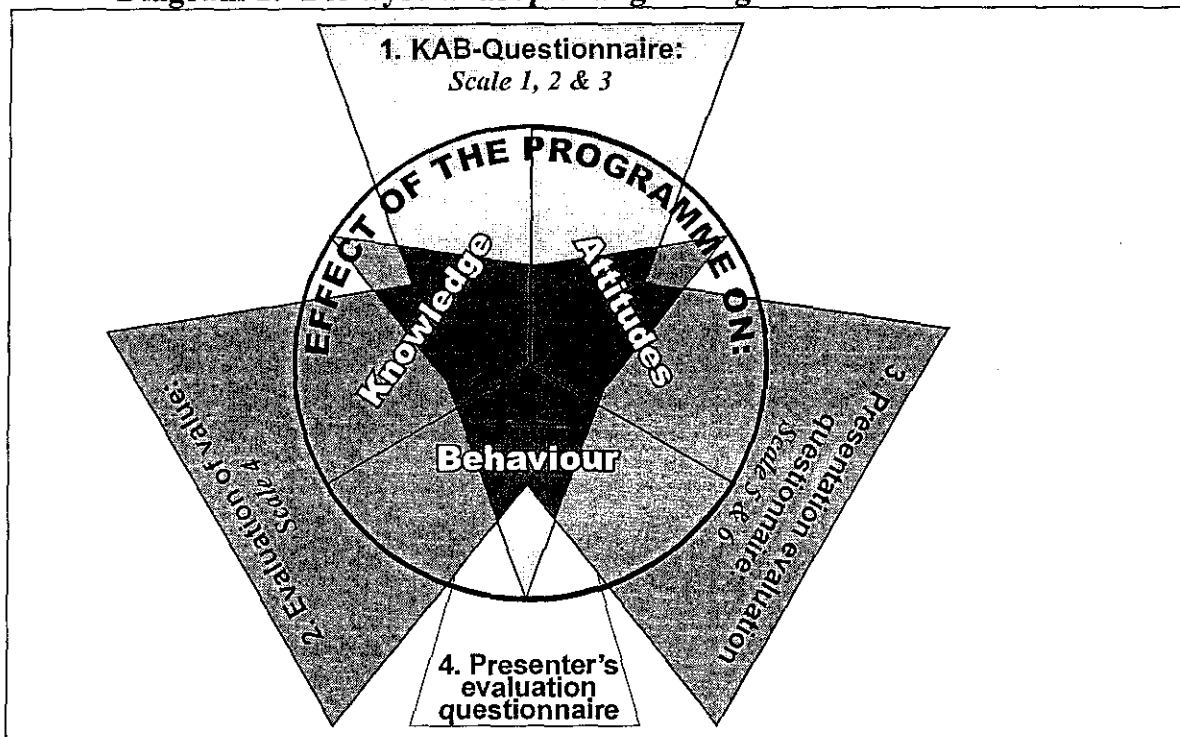 1. KAB-Questionnaire:
Scale 1, 2 & 3
EFFECT OF THE PROGRAMME ON:
Knowledge
Attitudes
Behaviour
2. Evaluation of value:
Scale 4
3. Presentation evaluation
questionnaire:
Scale 5 & 6
4. Presenter's
evaluation
questionnaire